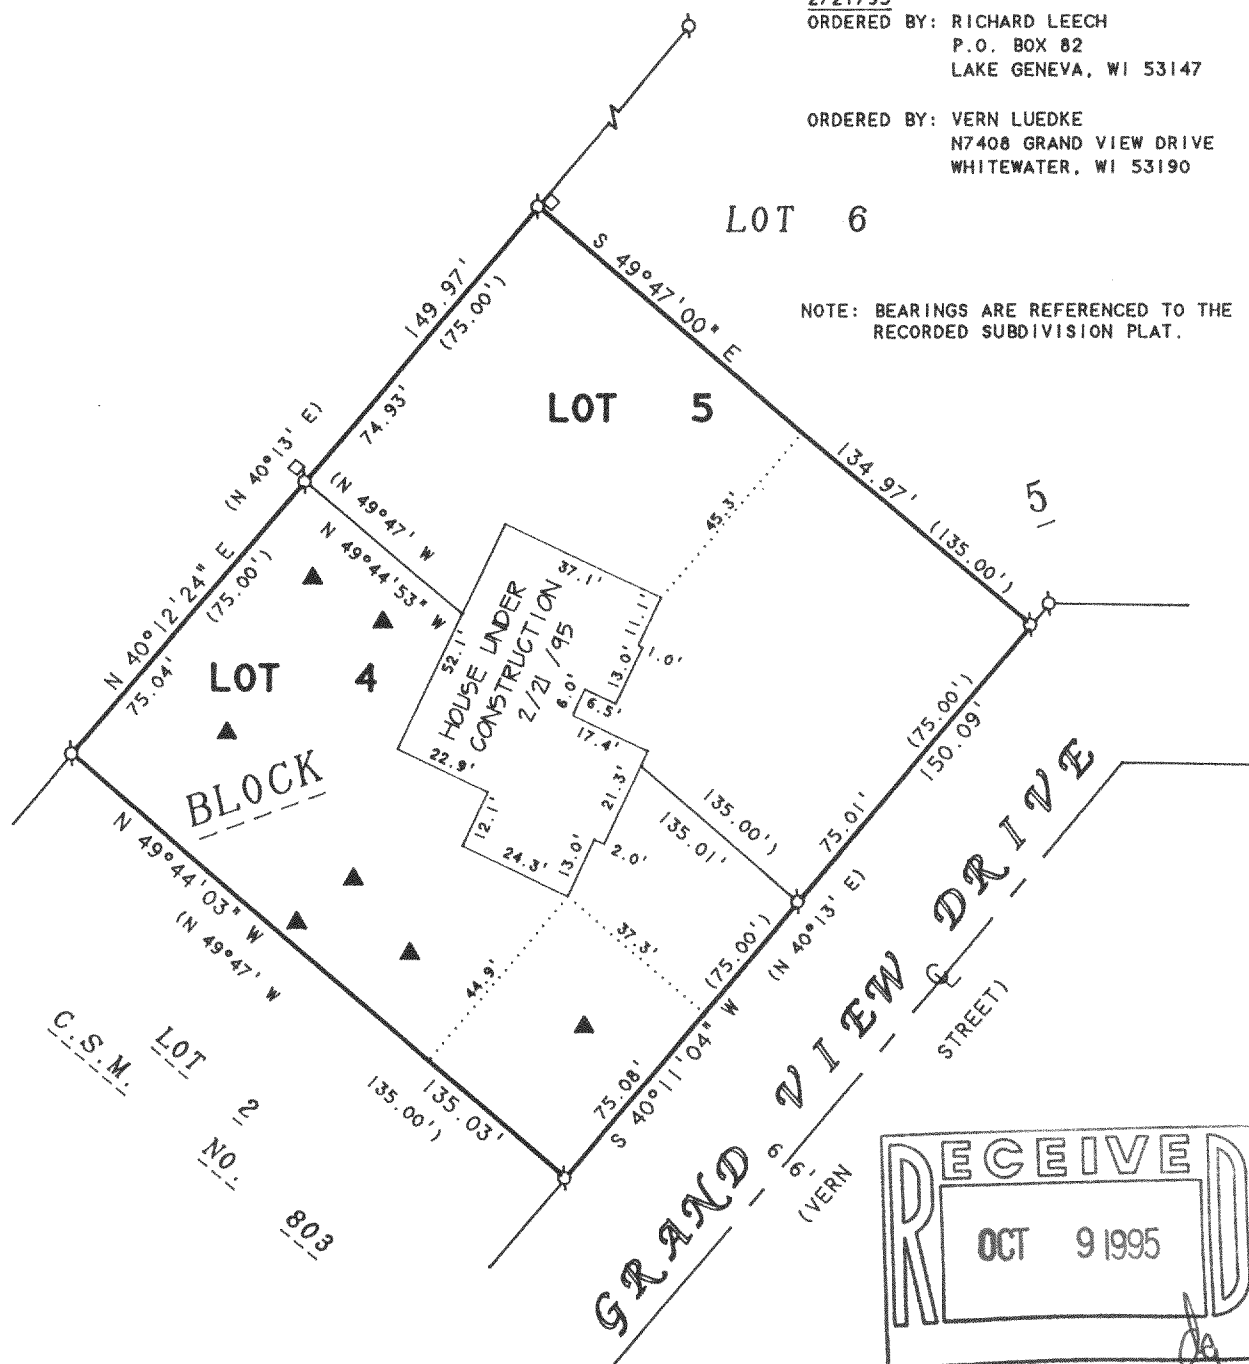 2/21/95
ORDERED BY: RICHARD LEECH
P.O. BOX 82
LAKE GENEVA, WI 53147
ORDERED BY: VERN LUEDKE
N7408 GRAND VIEW DRIVE
WHITEWATER, WI 53190
LOT 6
NOTE: BEARINGS ARE REFERENCED TO THE
RECORDED SUBDIVISION PLAT.
S 49°47'00" E
134.97'
(135.00')
149.97'
(75.00')
74.93'
LOT 5
45.3'
5
(N 40°13' E)
N 40°12'24" E
(75.00')
75.04'
(N 49°47' W
N 49°44'53" W
37.1'
11.1'
1.0'
13.0'
6.0'
6.5'
17.4'
21.3'
2.0'
13.0'
24.3'
12.1'
22.9'
52.1'
HOUSE UNDER
CONSTRUCTION
2/21/95
LOT 4
BLOCK
135.00')
135.01'
(75.00')
150.09'
75.01'
(N 40°13' E)
(75.00')
37.3'
44.9'
N 49°44'03" W
(N 49°47' W
135.03'
135.00')
75.08'
S 40°11'04" W
LOT 2
C.S.M. NO. 803
GRAND VIEW DRIVE
66'
(VERN STREET)
RECEIVED
OCT 9 1995